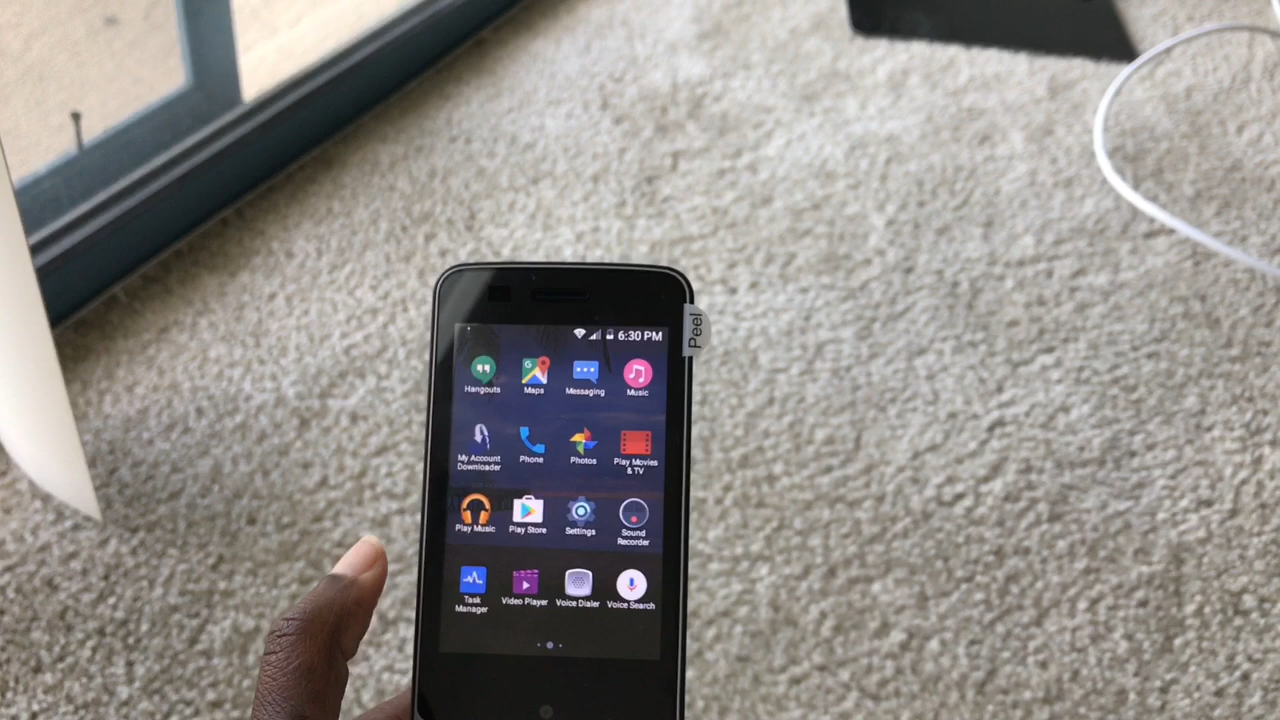 6:30 PM
Peel
Hangouts
Maps
Messaging
Music
My Account
Downloader
Phone
Photos
Play Movies
& TV
Play Music
Play Store
Settings
Sound
Recorder
Task
Manager
Video Player
Voice Dialer
Voice Search